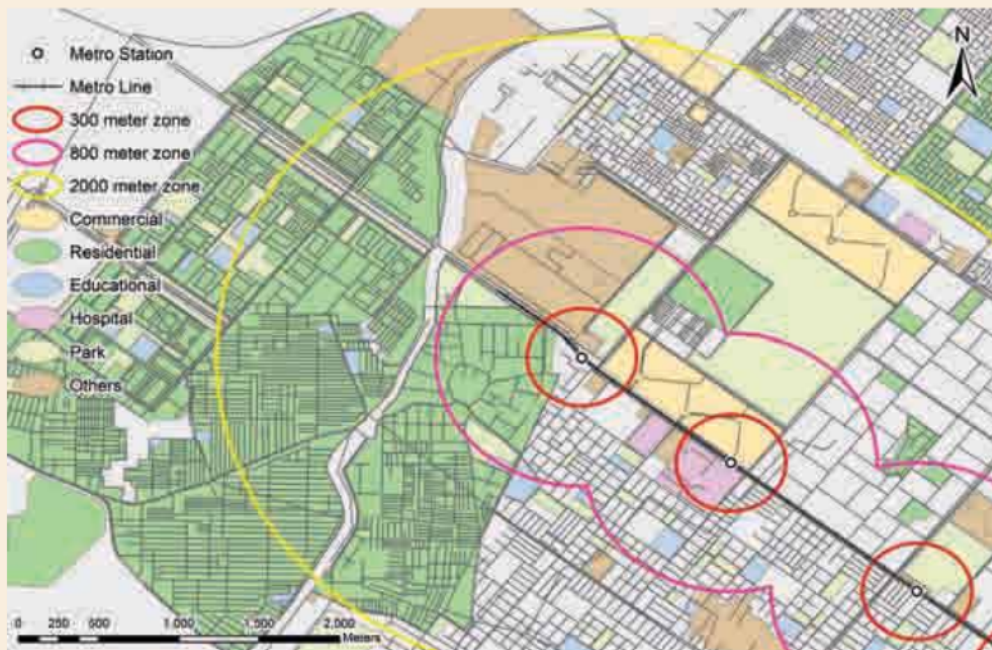 N
Metro Station
Metro Line
300 meter zone
800 meter zone
2000 meter zone
Commercial
Residential
Educational
Hospital
Park
Others
0 250 500 1,000 1,500 2,000
Meters